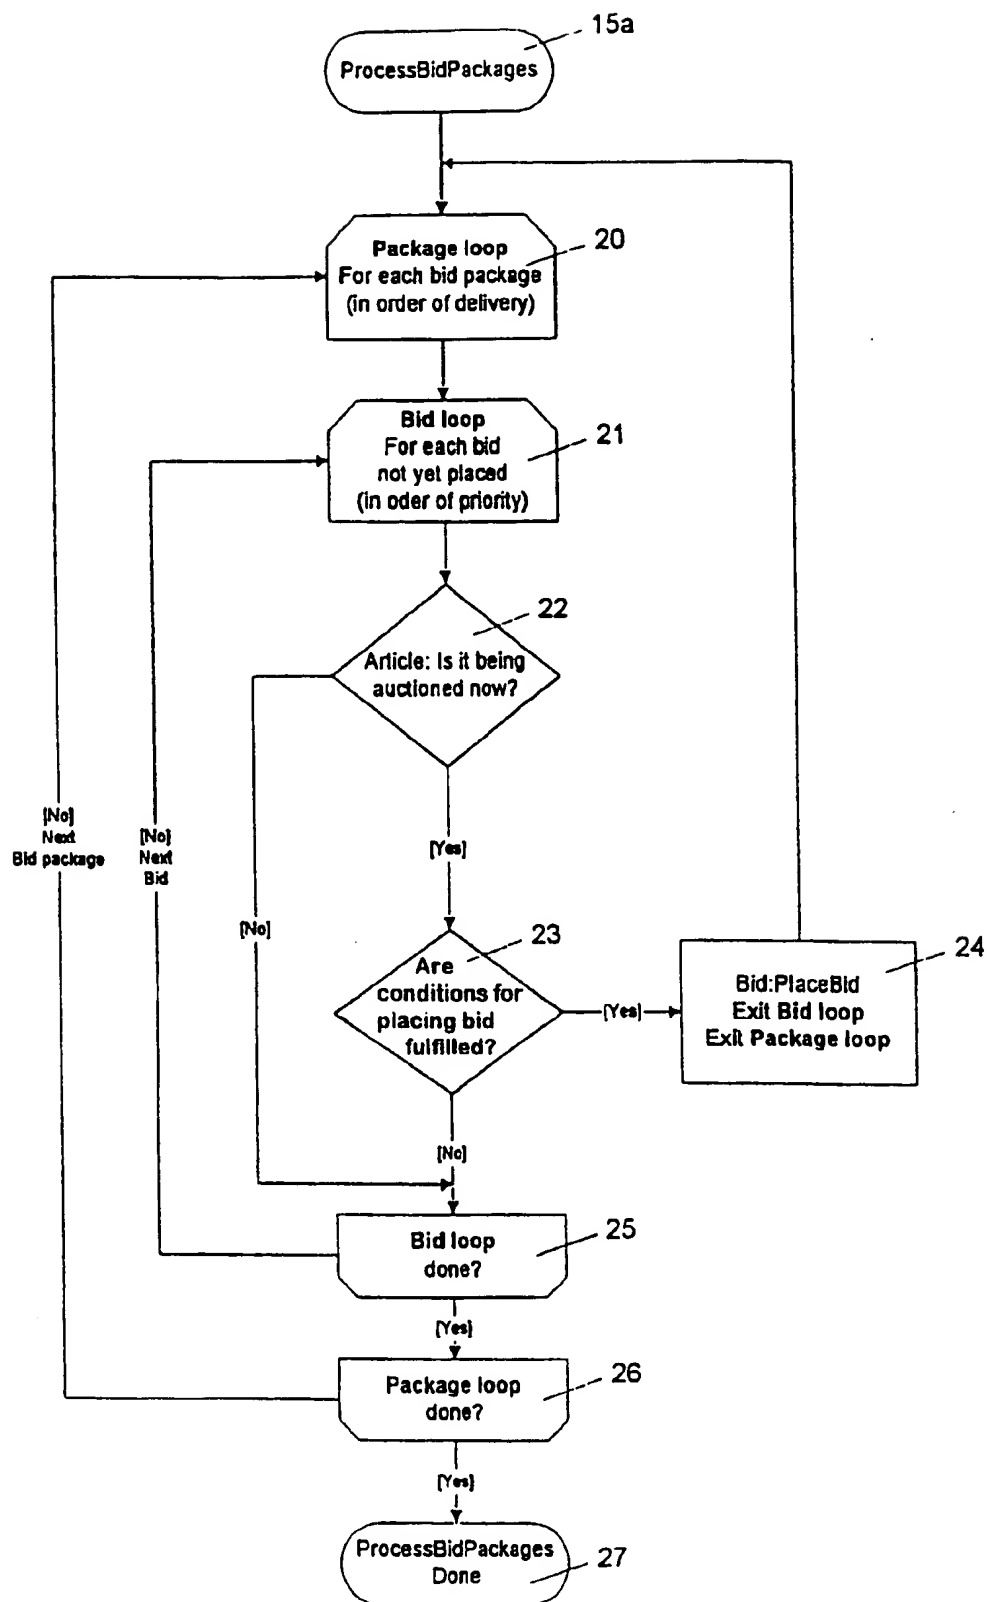 15a
ProcessBidPackages
20
Package loop
For each bid package
(in order of delivery)
21
Bid loop
For each bid
not yet placed
(in oder of priority)
22
Article: Is it being
auctioned now?
[No]
Next
Bid package
[No]
Next
Bid
[Yes]
[No]
23
Are
conditions for
placing bid
fulfilled?
[Yes]
24
Bid:PlaceBid
Exit Bid loop
Exit Package loop
[No]
25
Bid loop
done?
[Yes]
26
Package loop
done?
[Yes]
ProcessBidPackages
Done
27